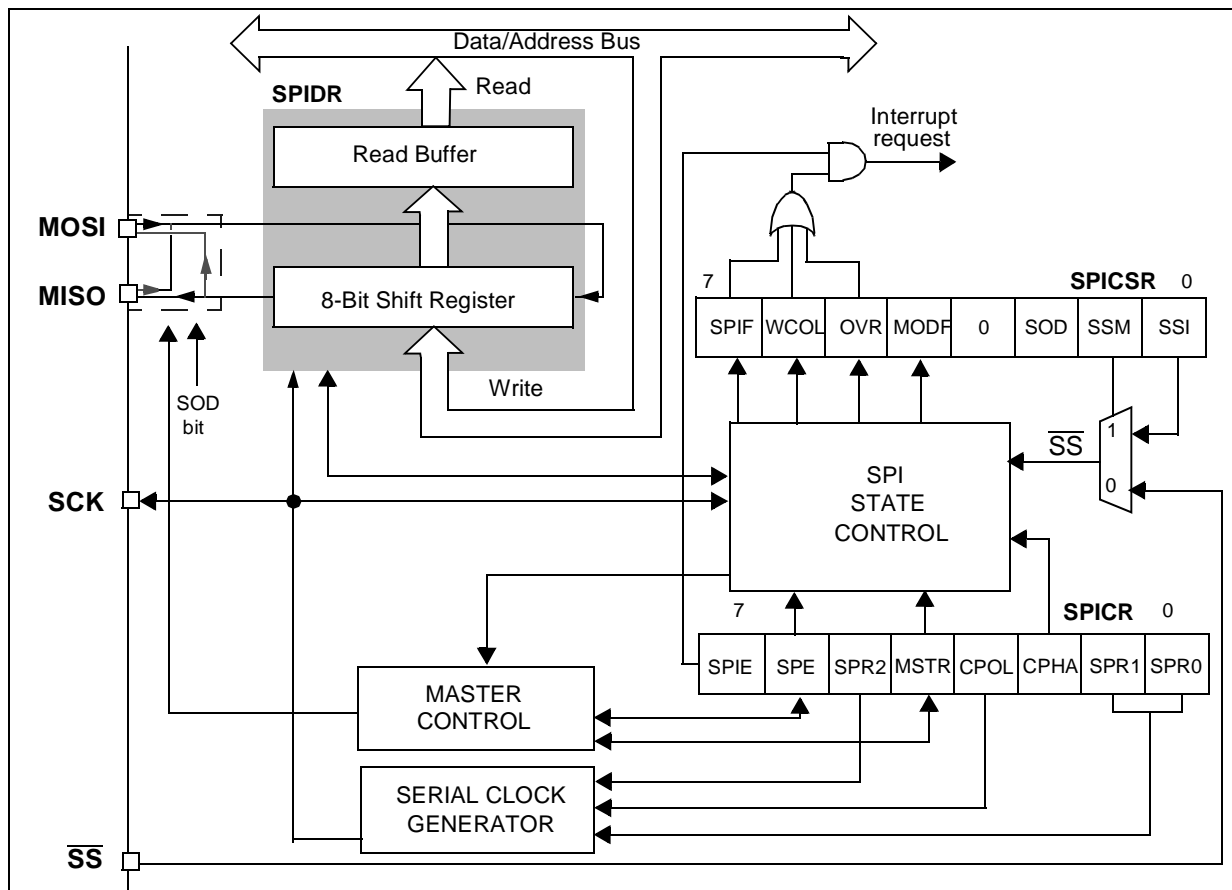 Data/Address Bus
Read
SPIDR
Interrupt
request
Read Buffer
MOSI
MISO
8-Bit Shift Register
7
SPICSR
0
SPIF
WCOL
OVR
MODF
0
SOD
SSM
SSI
Write
SOD
bit
1
SS
0
SCK
SPI
STATE
CONTROL
7
SPICR
0
SPIE
SPE
SPR2
MSTR
CPOL
CPHA
SPR1
SPR0
MASTER
CONTROL
SERIAL CLOCK
GENERATOR
SS